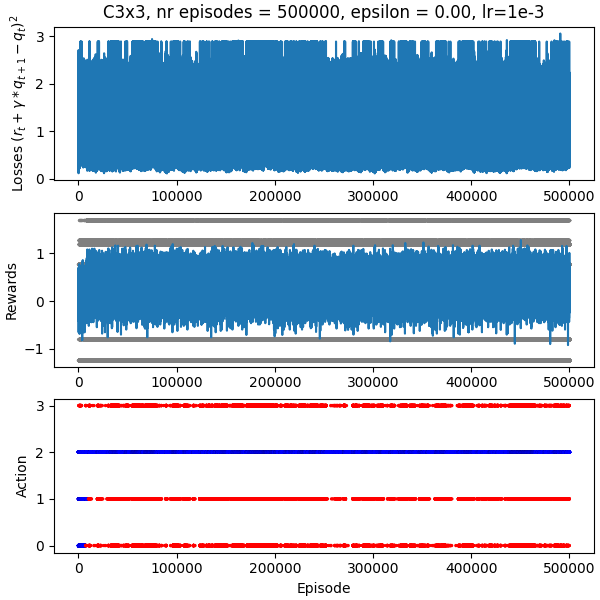 C3x3, nr episodes = 500000, epsilon = 0.00, lr=1e-3
Losses $(r_t + \gamma * q_{t+1} - q_t)^2$
3
2
1
0
0 100000 200000 300000 400000 500000
Rewards
1
0
−1
0 100000 200000 300000 400000 500000
Action
3
2
1
0
0 100000 200000 300000 400000 500000
Episode